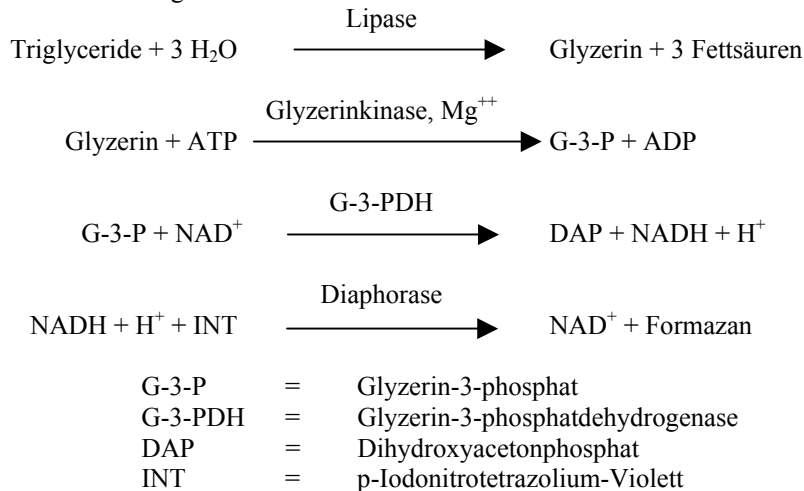 Lipase
Triglyceride + 3 H₂O Glyzerin + 3 Fettsäuren
Glyzerinkinase, Mg⁺⁺
Glyzerin + ATP G-3-P + ADP
G-3-PDH
G-3-P + NAD⁺ DAP + NADH + H⁺
Diaphorase
NADH + H⁺ + INT NAD⁺ + Formazan
G-3-P = Glyzerin-3-phosphat
G-3-PDH = Glyzerin-3-phosphatdehydrogenase
DAP = Dihydroxyacetonphosphat
INT = p-Iodonitrotetrazolium-Violett